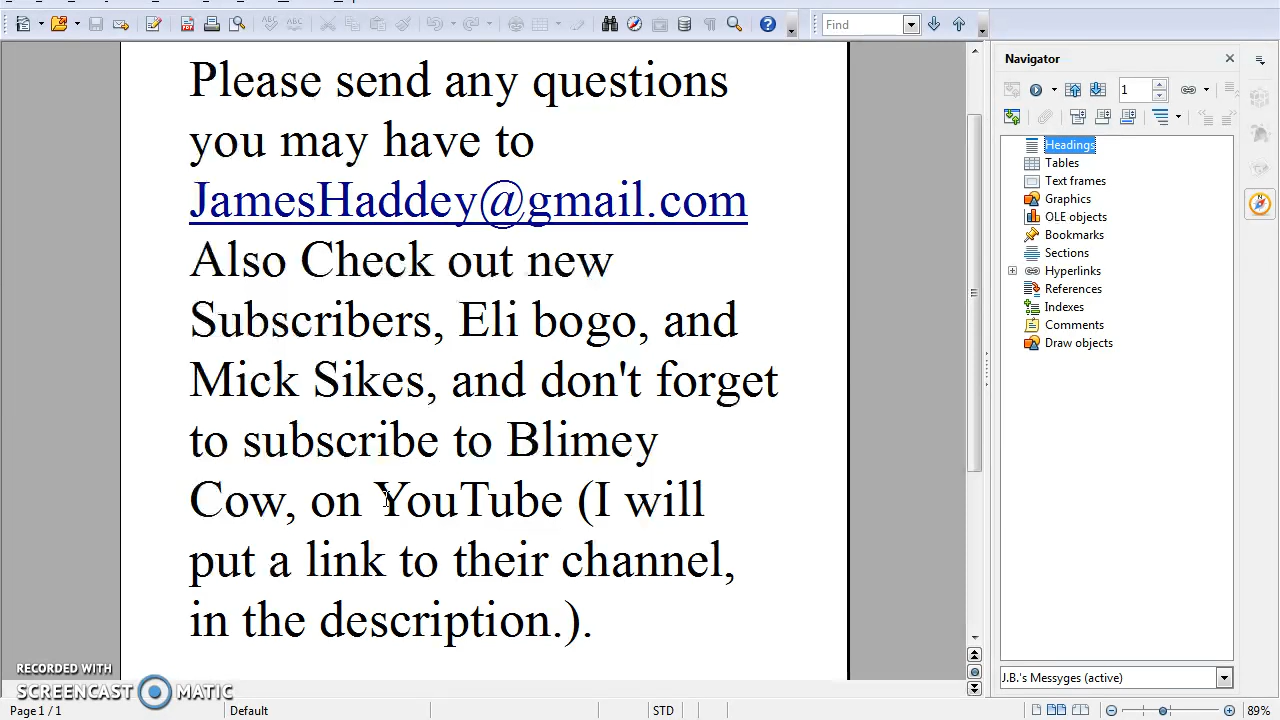 Find
Please send any questions
you may have to
JamesHaddey@gmail.com
Also Check out new
Subscribers, Eli bogo, and
Mick Sikes, and don't forget
to subscribe to Blimey
Cow, on YouTube (I will
put a link to their channel,
in the description.).
Navigator
1
Headings
Tables
Text frames
Graphics
OLE objects
Bookmarks
Sections
Hyperlinks
References
Indexes
Comments
Draw objects
J.B.'s Messyges (active)
RECORDED WITH
SCREENCAST MATIC
Page 1 / 1
Default
STD
89%